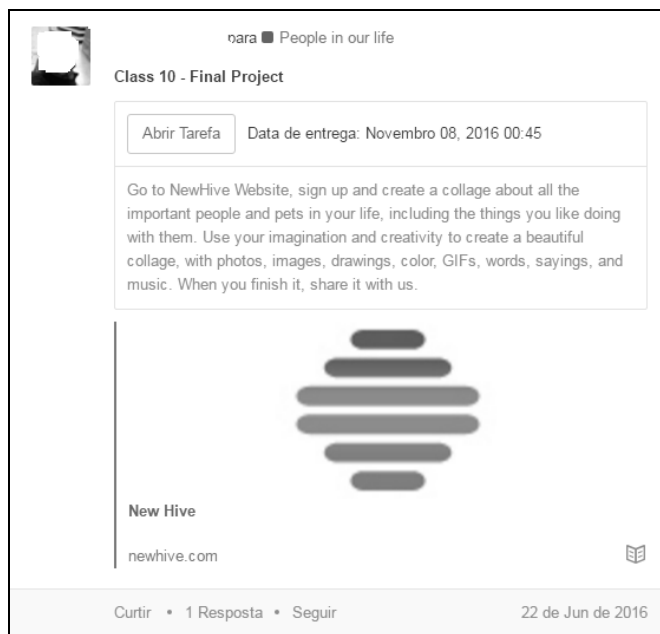 para People in our life
Class 10 - Final Project
Abrir Tarefa Data de entrega: Novembro 08, 2016 00:45
Go to NewHive Website, sign up and create a collage about all the
important people and pets in your life, including the things you like doing
with them. Use your imagination and creativity to create a beautiful
collage, with photos, images, drawings, color, GIFs, words, sayings, and
music. When you finish it, share it with us.
New Hive
newhive.com
Curtir • 1 Resposta • Seguir 22 de Jun de 2016